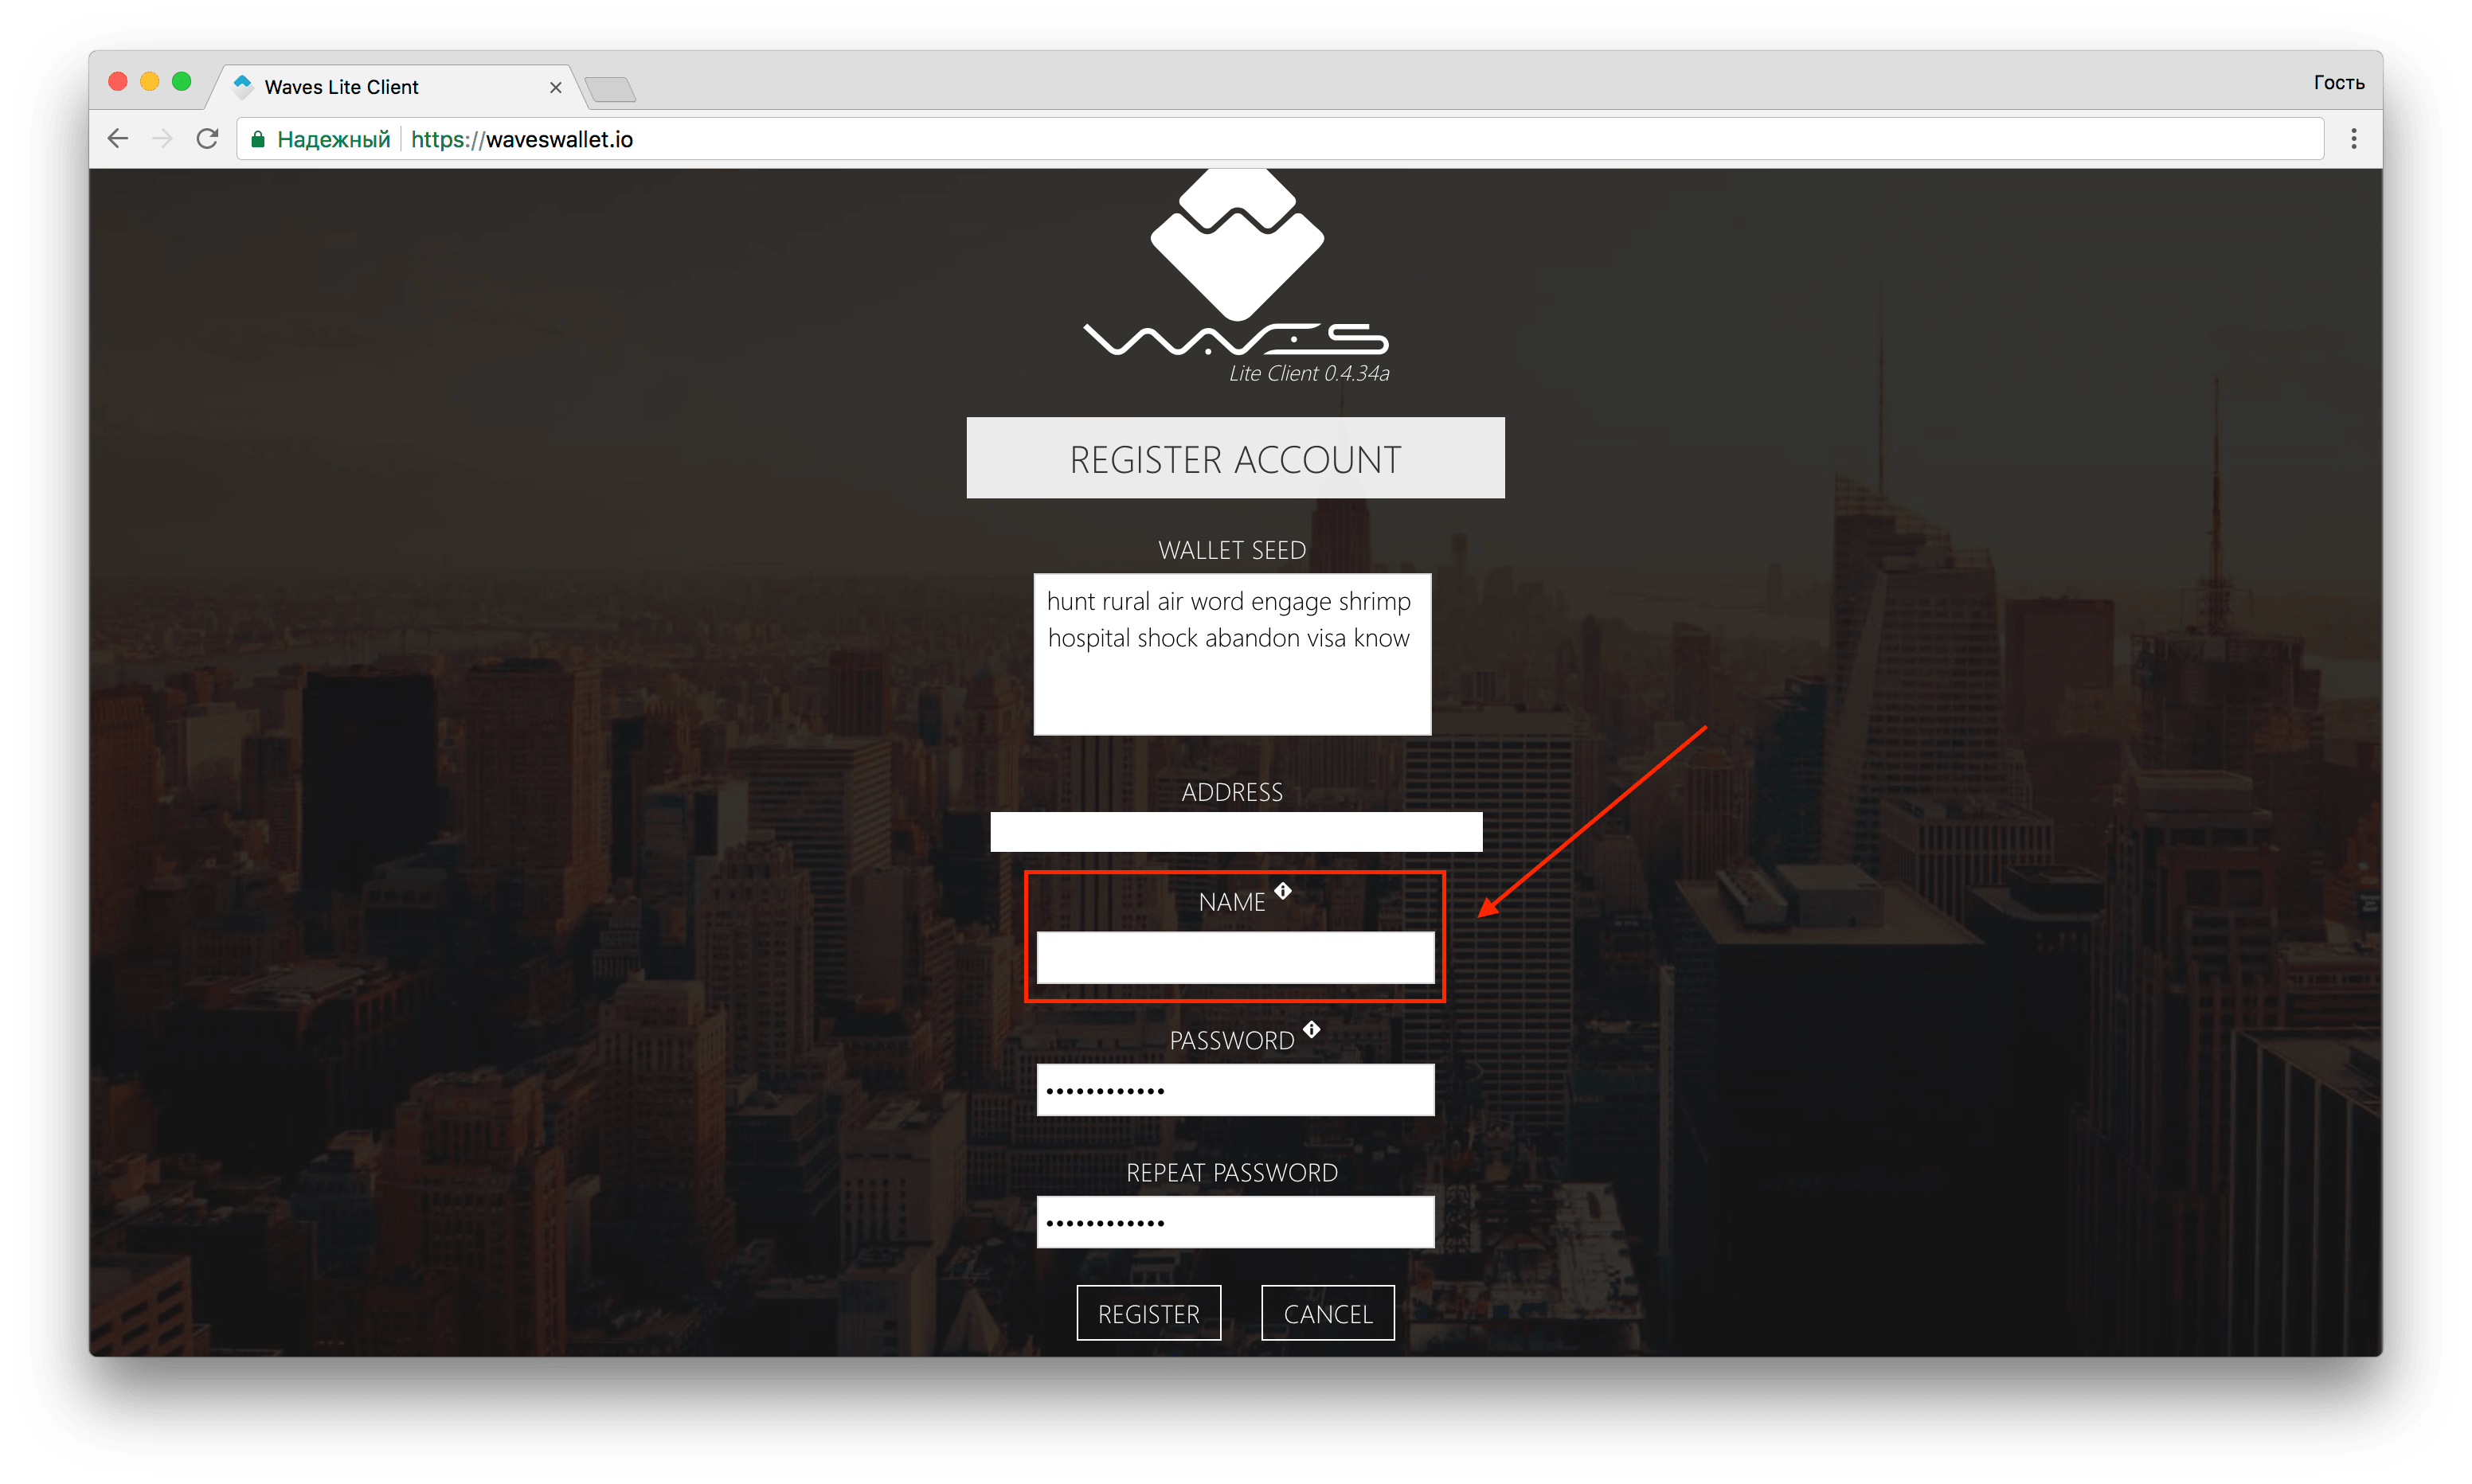 Waves Lite Client
Гость
Надежный https://waveswallet.io
WAVES
Lite Client 0.4.34a
REGISTER ACCOUNT
WALLET SEED
hunt rural air word engage shrimp
hospital shock abandon visa know
ADDRESS
NAME
PASSWORD
••••••••••••
REPEAT PASSWORD
••••••••••••
REGISTER CANCEL